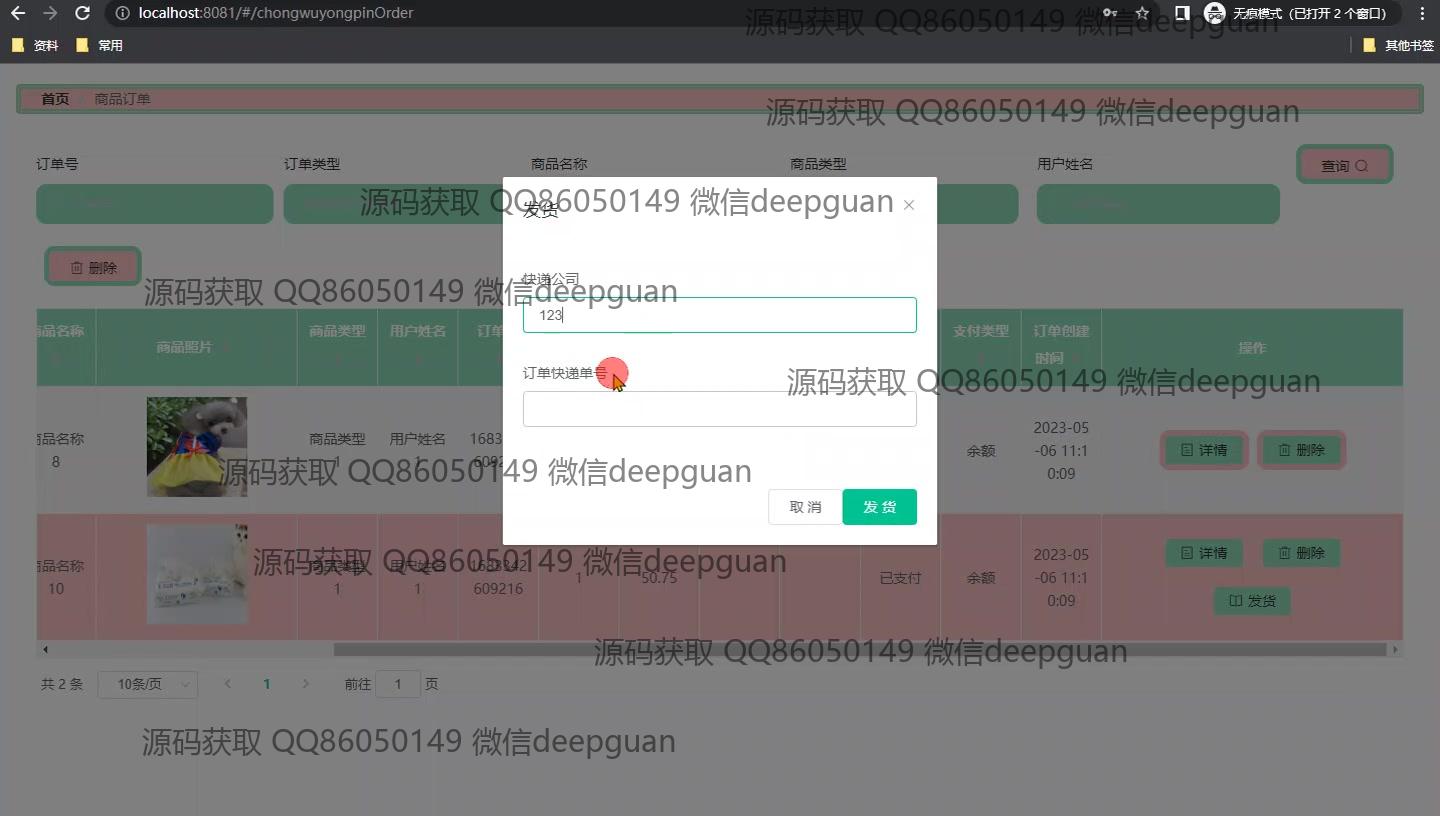 localhost:8081/#/chongwuyongpinOrder
无痕模式（已打开 2 个窗口）
资料
常用
其他书签
源码获取 QQ86050149 微信deepguan
首页
商品订单
源码获取 QQ86050149 微信deepguan
订单号
订单类型
商品名称
商品类型
用户姓名
查询
源码获取 QQ86050149 微信deepguan
发货
删除
快递公司
源码获取 QQ86050149 微信deepguan
123
商品名称
商品照片
商品类型
用户姓名
支付类型
订单创建
时间
操作
订单快递单号
源码获取 QQ86050149 微信deepguan
商品名称
8
商品类型
1
用户姓名
1
余额
2023-05
-06 11:1
0:09
详情
删除
源码获取 QQ86050149 微信deepguan
取 消
发 货
源码获取 QQ86050149 微信deepguan
商品名称
10
商品类型
1
用户姓名
1
1683342
609216
1
50.75
已支付
余额
2023-05
-06 11:1
0:09
详情
删除
发货
源码获取 QQ86050149 微信deepguan
共 2 条
10条/页
1
前往
1
页
源码获取 QQ86050149 微信deepguan